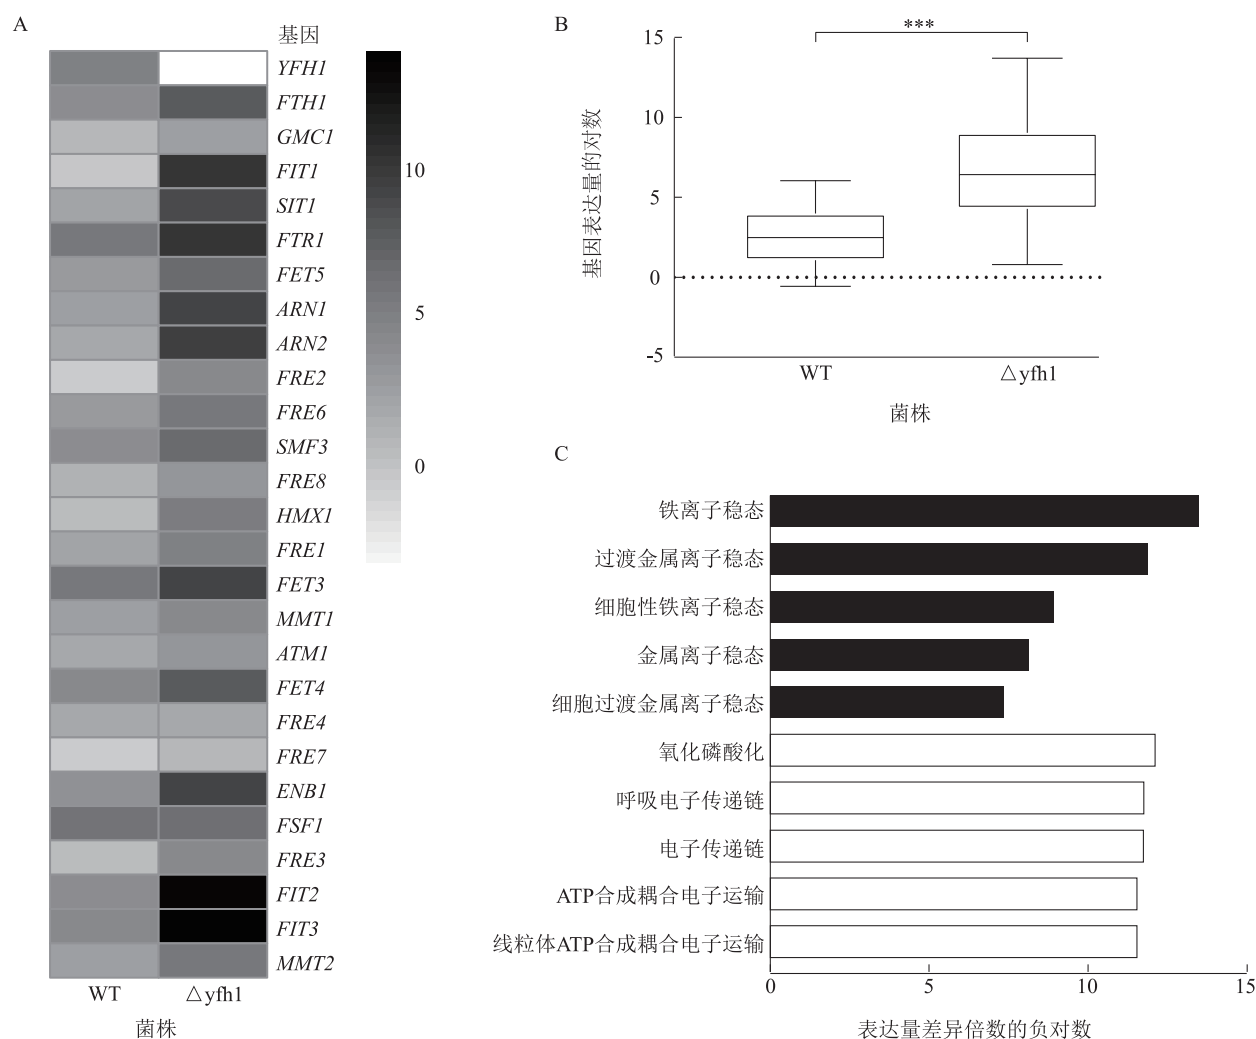 A
基因
YFH1
FTH1
GMC1
FIT1
SIT1
FTR1
FET5
ARN1
ARN2
FRE2
FRE6
SMF3
FRE8
HMX1
FRE1
FET3
MMT1
ATM1
FET4
FRE4
FRE7
ENB1
FSF1
FRE3
FIT2
FIT3
MMT2
10
5
0
WT △yfh1
菌株
B
***
15
10
5
0
-5
基因表达量的对数
WT △yfh1
菌株
C
铁离子稳态
过渡金属离子稳态
细胞性铁离子稳态
金属离子稳态
细胞过渡金属离子稳态
氧化磷酸化
呼吸电子传递链
电子传递链
ATP合成耦合电子运输
线粒体ATP合成耦合电子运输
0 5 10 15
表达量差异倍数的负对数